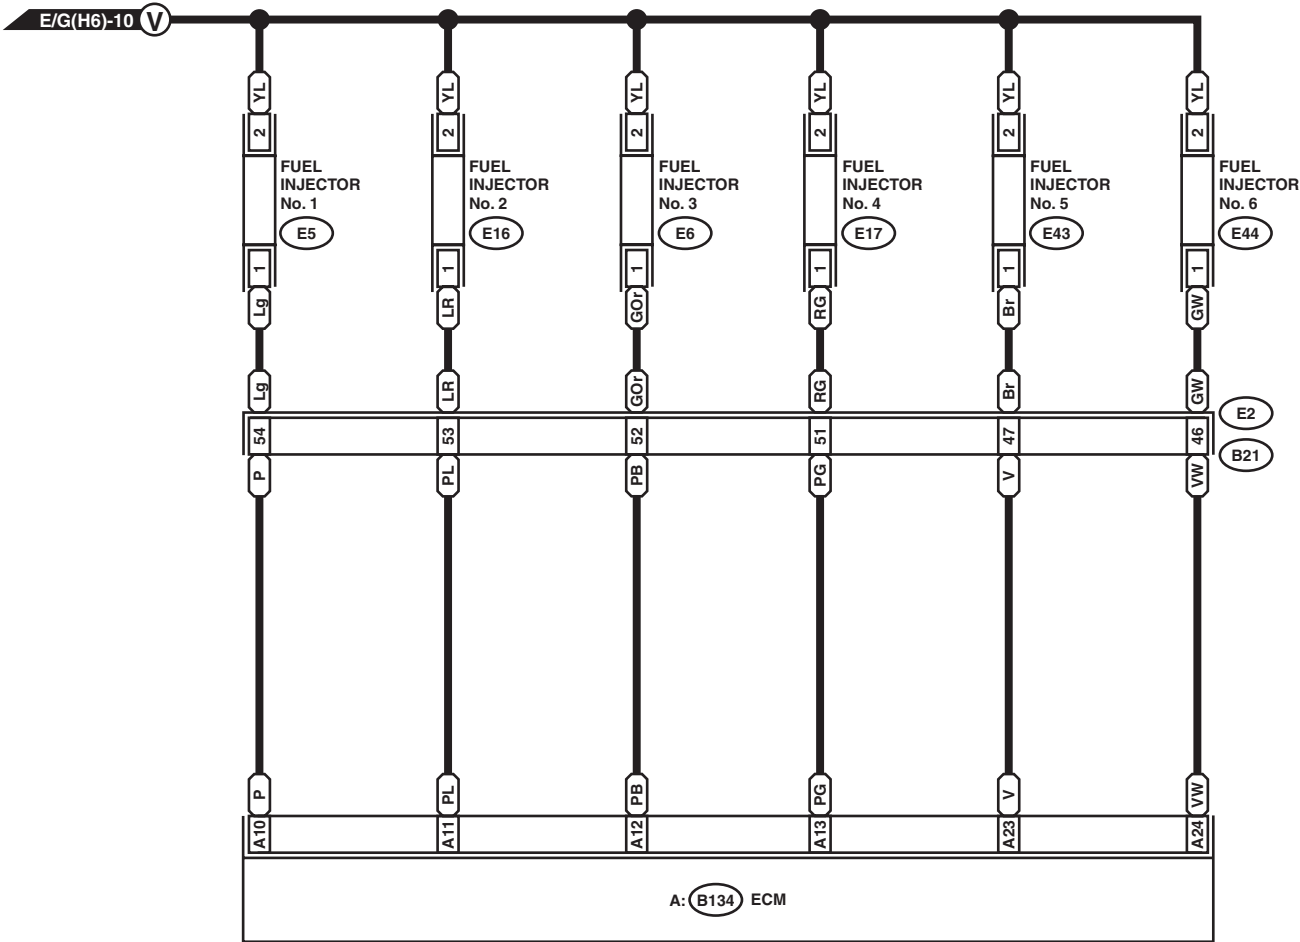 E/G(H6)-10 V
YL YL YL YL YL YL
2 2 2 2 2 2
FUEL INJECTOR No. 1 E5
FUEL INJECTOR No. 2 E16
FUEL INJECTOR No. 3 E6
FUEL INJECTOR No. 4 E17
FUEL INJECTOR No. 5 E43
FUEL INJECTOR No. 6 E44
1 1 1 1 1 1
Lg LR GOr RG Br GW
Lg LR GOr RG Br GW
E2
54 53 52 51 47 46
B21
P PL PB PG V VW
P PL PB PG V VW
A10 A11 A12 A13 A23 A24
A: B134 ECM